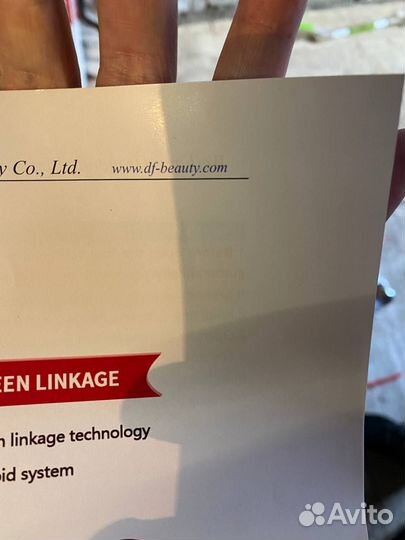 y Co., Ltd. www.df-beauty.com
EEN LINKAGE
n linkage technology
oid system
Avito